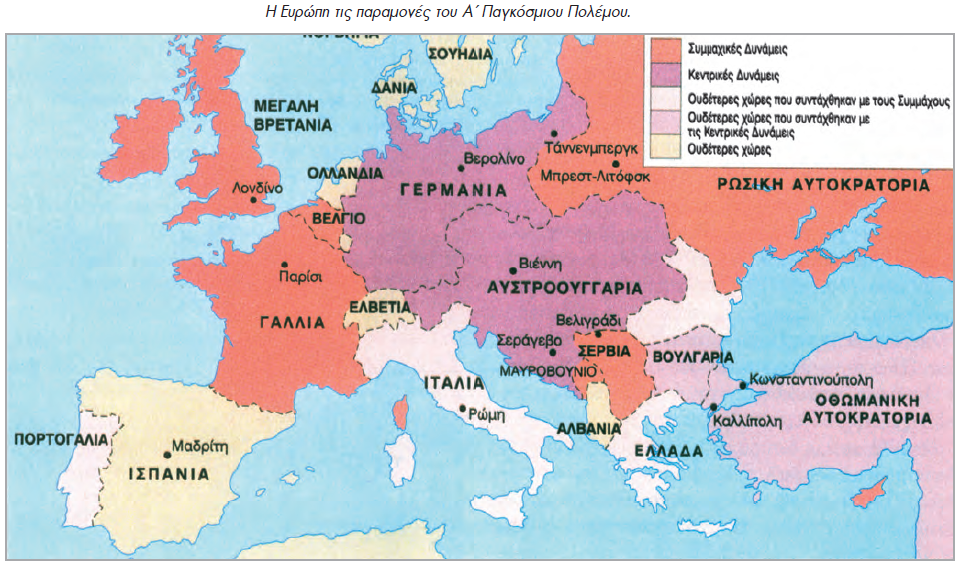 Η Ευρώπη τις παραμονές του Α΄ Παγκόσμιου Πολέμου.
ΣΟΥΗΔΙΑ
ΔΑΝΙΑ
ΜΕΓΑΛΗ
ΒΡΕΤΑΝΙΑ
Συμμαχικές Δυνάμεις
Κεντρικές Δυνάμεις
Ουδέτερες χώρες που συντάχθηκαν με τους Συμμάχους
Ουδέτερες χώρες που συντάχθηκαν με
τις Κεντρικές Δυνάμεις
Ουδέτερες χώρες
Τάννενμπεργκ
Βερολίνο
Μπρεστ-Λιτόφσκ
ΟΛΛΑΝΔΙΑ
ΓΕΡΜΑΝΙΑ
ΡΩΣΙΚΗ ΑΥΤΟΚΡΑΤΟΡΙΑ
Λονδίνο
ΒΕΛΓΙΟ
Βιέννη
Παρίσι
ΑΥΣΤΡΟΟΥΓΓΑΡΙΑ
ΕΛΒΕΤΙΑ
ΓΑΛΛΙΑ
Βελιγράδι
Σεράγεβο
ΣΕΡΒΙΑ
ΒΟΥΛΓΑΡΙΑ
ΜΑΥΡΟΒΟΥΝΙΟ
ΙΤΑΛΙΑ
Κωνσταντινούπολη
ΟΘΩΜΑΝΙΚΗ
ΑΥΤΟΚΡΑΤΟΡΙΑ
Ρώμη
Καλλίπολη
ΑΛΒΑΝΙΑ
ΠΟΡΤΟΓΑΛΙΑ
Μαδρίτη
ΕΛΛΑΔΑ
ΙΣΠΑΝΙΑ